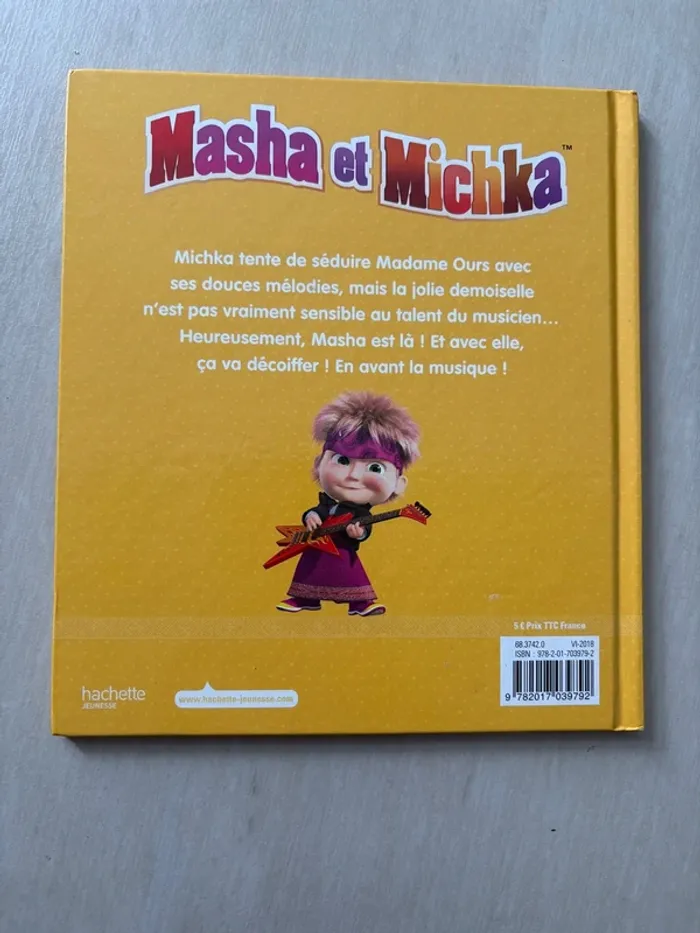 Masha et Michka™
Michka tente de séduire Madame Ours avec
ses douces mélodies, mais la jolie demoiselle
n'est pas vraiment sensible au talent du musicien...
Heureusement, Masha est là ! Et avec elle,
ça va décoiffer ! En avant la musique !
5 € Prix TTC France
68.3742.0 VI-2018
ISBN : 978-2-01-703979-2
9 782017 039792
hachette
JEUNESSE
www.hachette-jeunesse.com